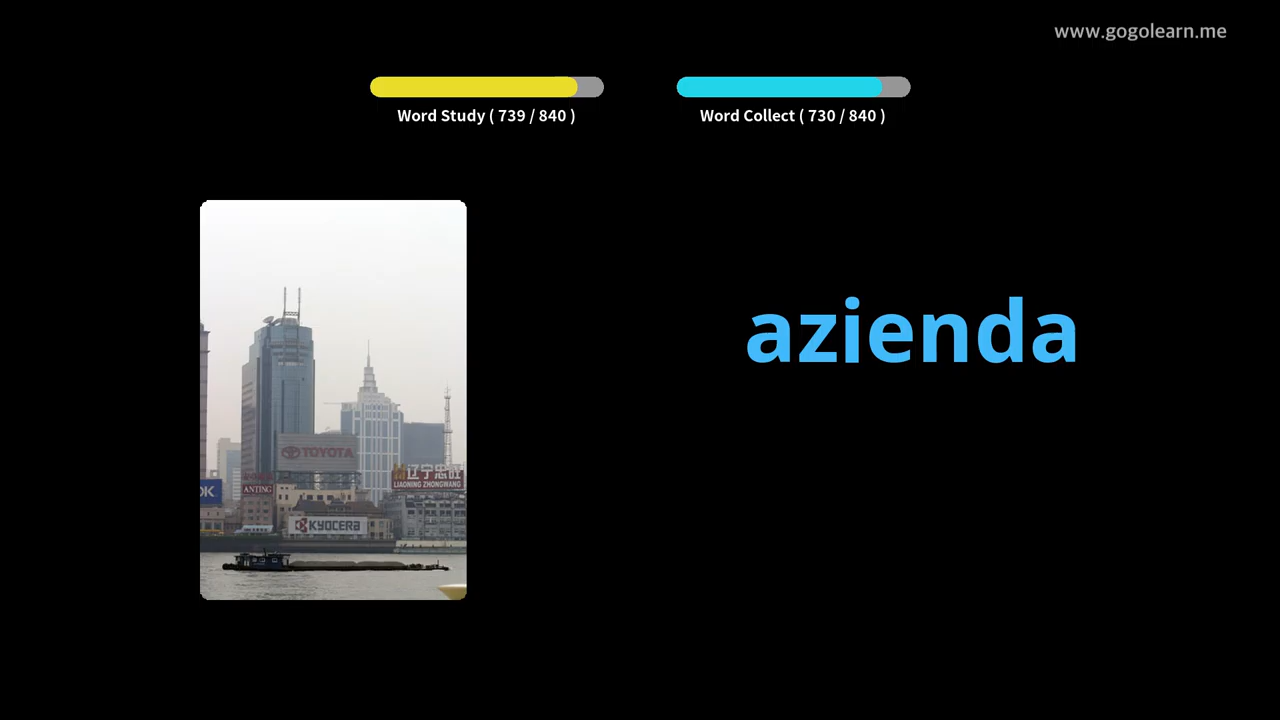 www.gogolearn.me
Word Study ( 739 / 840 )
Word Collect ( 730 / 840 )
azienda
TOYOTA
辽宁忠旺
LIAONING ZHONGWANG
OK
ANTING
KYOCERA